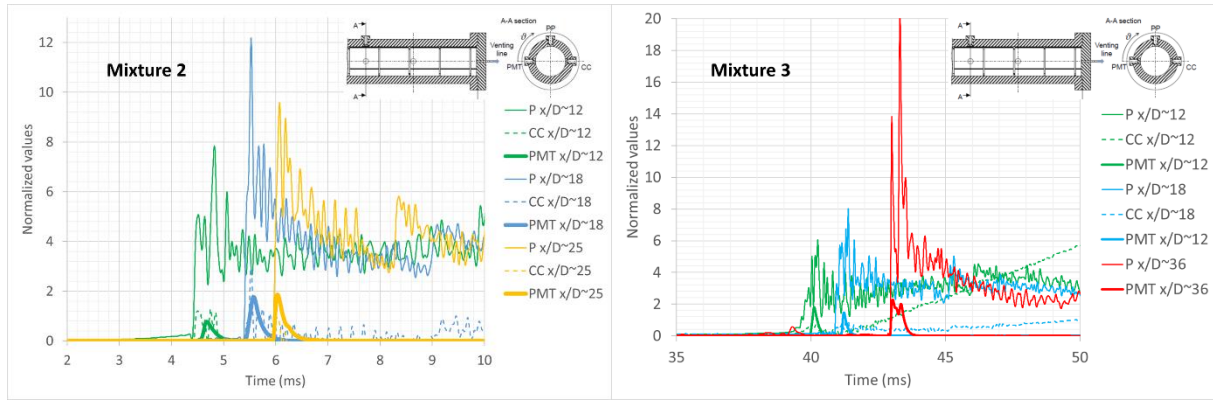 Mixture 2
A
A
A-A section
ϑ
PP
PMT
CC
Venting
line
12
10
8
6
4
2
0
Normalized values
2 3 4 5 6 7 8 9 10
Time (ms)
P x/D~12
CC x/D~12
PMT x/D~12
P x/D~18
CC x/D~18
PMT x/D~18
P x/D~25
CC x/D~25
PMT x/D~25
Mixture 3
A
A
A-A section
ϑ
PP
PMT
CC
Venting
line
20
18
16
14
12
10
8
6
4
2
0
Normalized values
35 40 45 50
Time (ms)
P x/D~12
CC x/D~12
PMT x/D~12
P x/D~18
CC x/D~18
PMT x/D~12
P x/D~36
PMT x/D~36